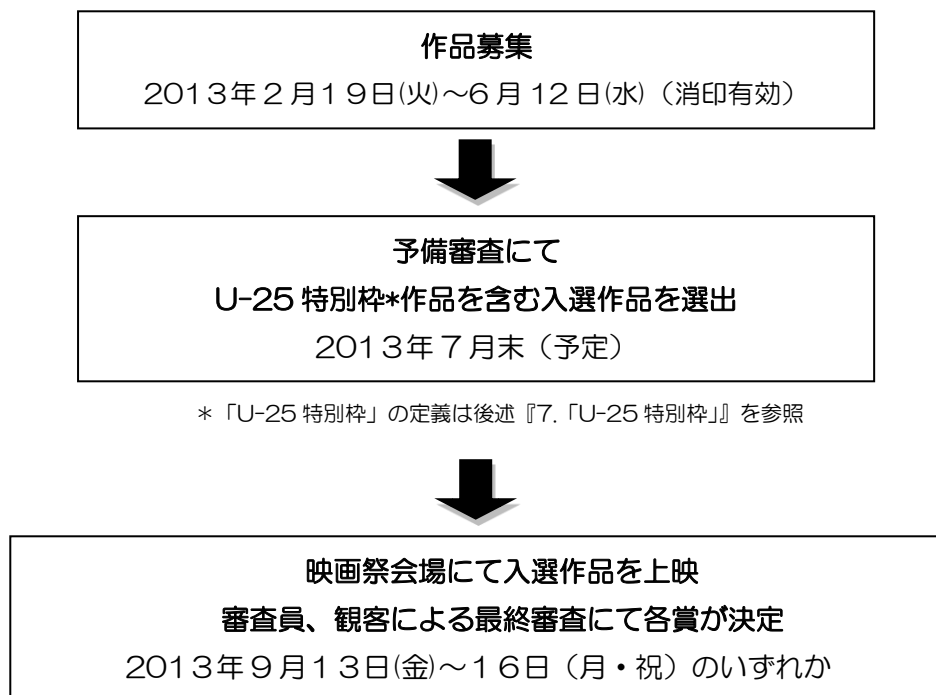 作品募集
2013年2月19日(火)~6月12日(水)(消印有効)
予備審査にて
U-25特別枠*作品を含む入選作品を選出
2013年7月末(予定)
*「U-25特別枠」の定義は後述『7.「U-25特別枠」』を参照
映画祭会場にて入選作品を上映
審査員、観客による最終審査にて各賞が決定
2013年9月13日(金)~16日(月・祝)のいずれか